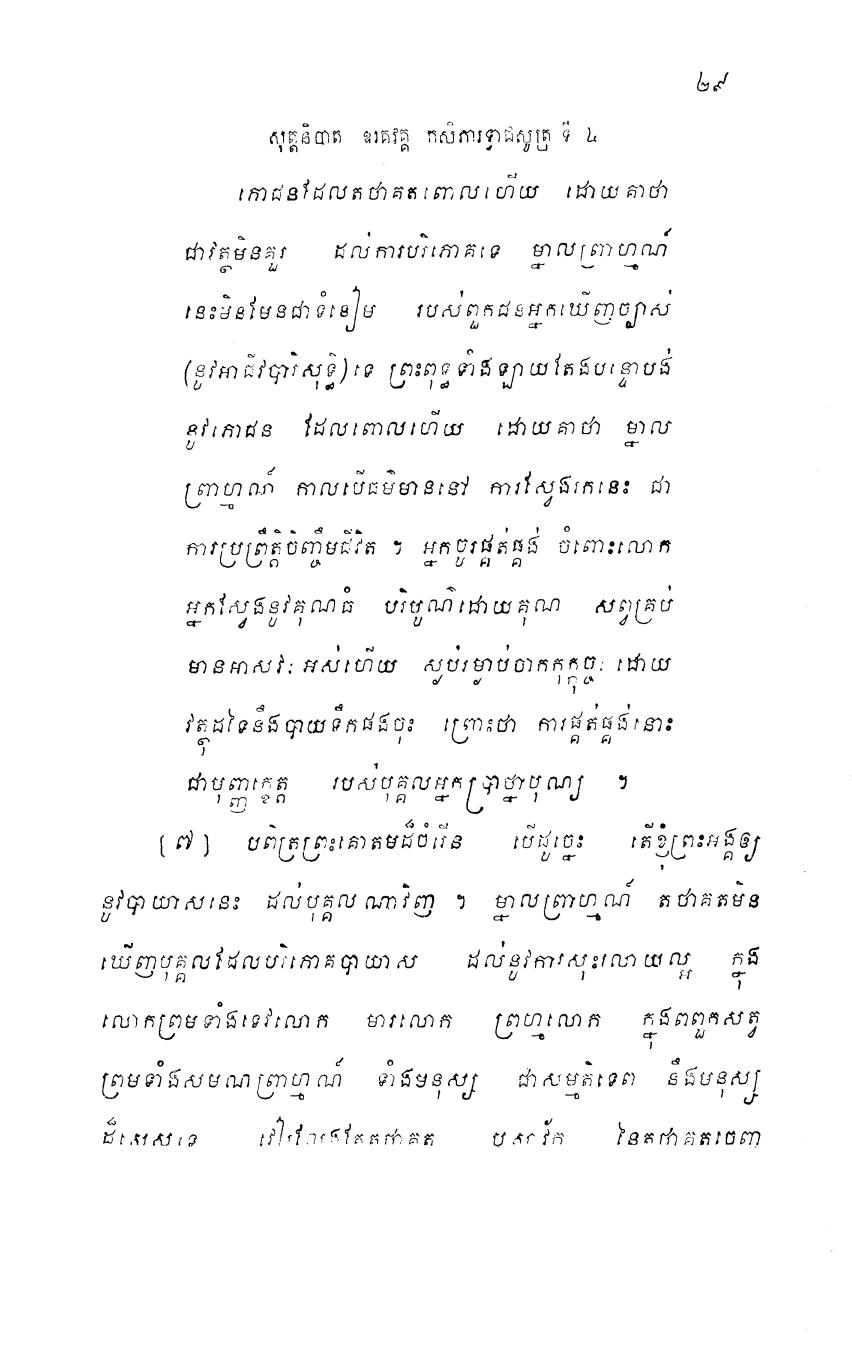 ២៩
សុត្តនិបាត ឧរគវគ្គ កសិភារទ្វាជសូត្រ ទី ៤
ភោជនដែលតថាគតពោលហើយ ដោយគាថា
ជាវត្ថុមិនគួរ ដល់ការបរិភោគទេ ម្នាលព្រាហ្មណ៍
នេះមិនមែនជាទំនៀម របស់ពួកជនអ្នកឃើញច្បាស់
(នូវអាជីវបារិសុទ្ធិ)ទេ ព្រះពុទ្ធទាំងឡាយតែងបន្ទោបង់
នូវភោជន ដែលពោលហើយ ដោយគាថា ម្នាល
ព្រាហ្មណ៍ កាលបើធម៌មាននៅ ការស្វែងរកនេះ ជា
ការប្រព្រឹត្តិចិញ្ចឹមជីវិត ។ អ្នកចូរផ្គត់ផ្គង់ ចំពោះលោក
អ្នកស្វែងនូវគុណធំ បរិបូណ៌ដោយគុណ សព្វគ្រប់
មានអាសវៈអស់ហើយ ស្ងប់រម្ងាប់ចាកកុក្កុច្ចៈ ដោយ
វត្ថុដទៃនឹងបាយទឹកផងចុះ ព្រោះថា ការផ្គត់ផ្គង់នោះ
ជាបុញ្ញក្ខេត្ត របស់បុគ្គលអ្នកប្រាថ្នាបុណ្យ ។
[៧] បពិត្រព្រះគោតមដ៏ចំរើន បើដូច្នេះ តើខ្ញុំព្រះអង្គឲ្យ
នូវបាយាសនេះ ដល់បុគ្គលណាវិញ ។ ម្នាលព្រាហ្មណ៍ តថាគតមិន
ឃើញបុគ្គលដែលបរិភោគបាយាស ដល់នូវការស្រុះលោយល្អ ក្នុង
លោកព្រមទាំងទេវលោក មារលោក ព្រហ្មលោក ក្នុងពពួកសត្វ
ព្រមទាំងសមណព្រាហ្មណ៍ ទាំងមនុស្ស ជាសម្មតិទេព នឹងមនុស្ស
ដ៏សេសទេ វៀរលែងតែតថាគត ឬសាវ័ក នៃតថាគតចេញ